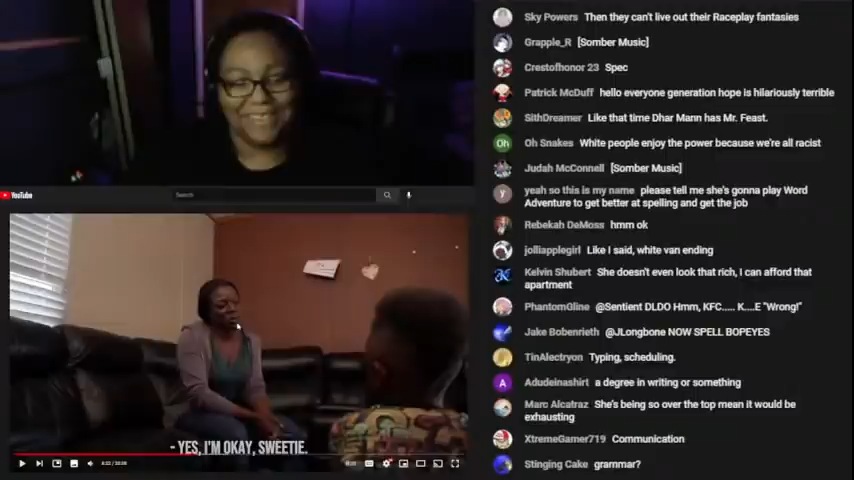 Sky Powers Then they can't live out their Raceplay fantasies
Grapple_R [Somber Music]
Crestofhonor 23 Spec
Patrick McDuff hello everyone generation hope is hilariously terrible
SithDreamer Like that time Dhar Mann has Mr. Feast.
Oh Oh Snakes White people enjoy the power because we're all racist
Judah McConnell [Somber Music]
y yeah so this is my name please tell me she's gonna play Word
Adventure to get better at spelling and get the job
Rebekah DeMoss hmm ok
jolliapplegirl Like I said, white van ending
Kelvin Shubert She doesn't even look that rich, I can afford that
apartment
PhantomGline @Sentient DLDO Hmm, KFC..... K....E "Wrong!"
Jake Bobenrieth @JLongbone NOW SPELL BOPEYES
TinAlectryon Typing, scheduling.
A Adudeinashirt a degree in writing or something
Marc Alcatraz She's being so over the top mean it would be
exhausting
XtremeGamer719 Communication
Stinging Cake grammar?
YouTube
Search
- YES, I'M OKAY, SWEETIE.